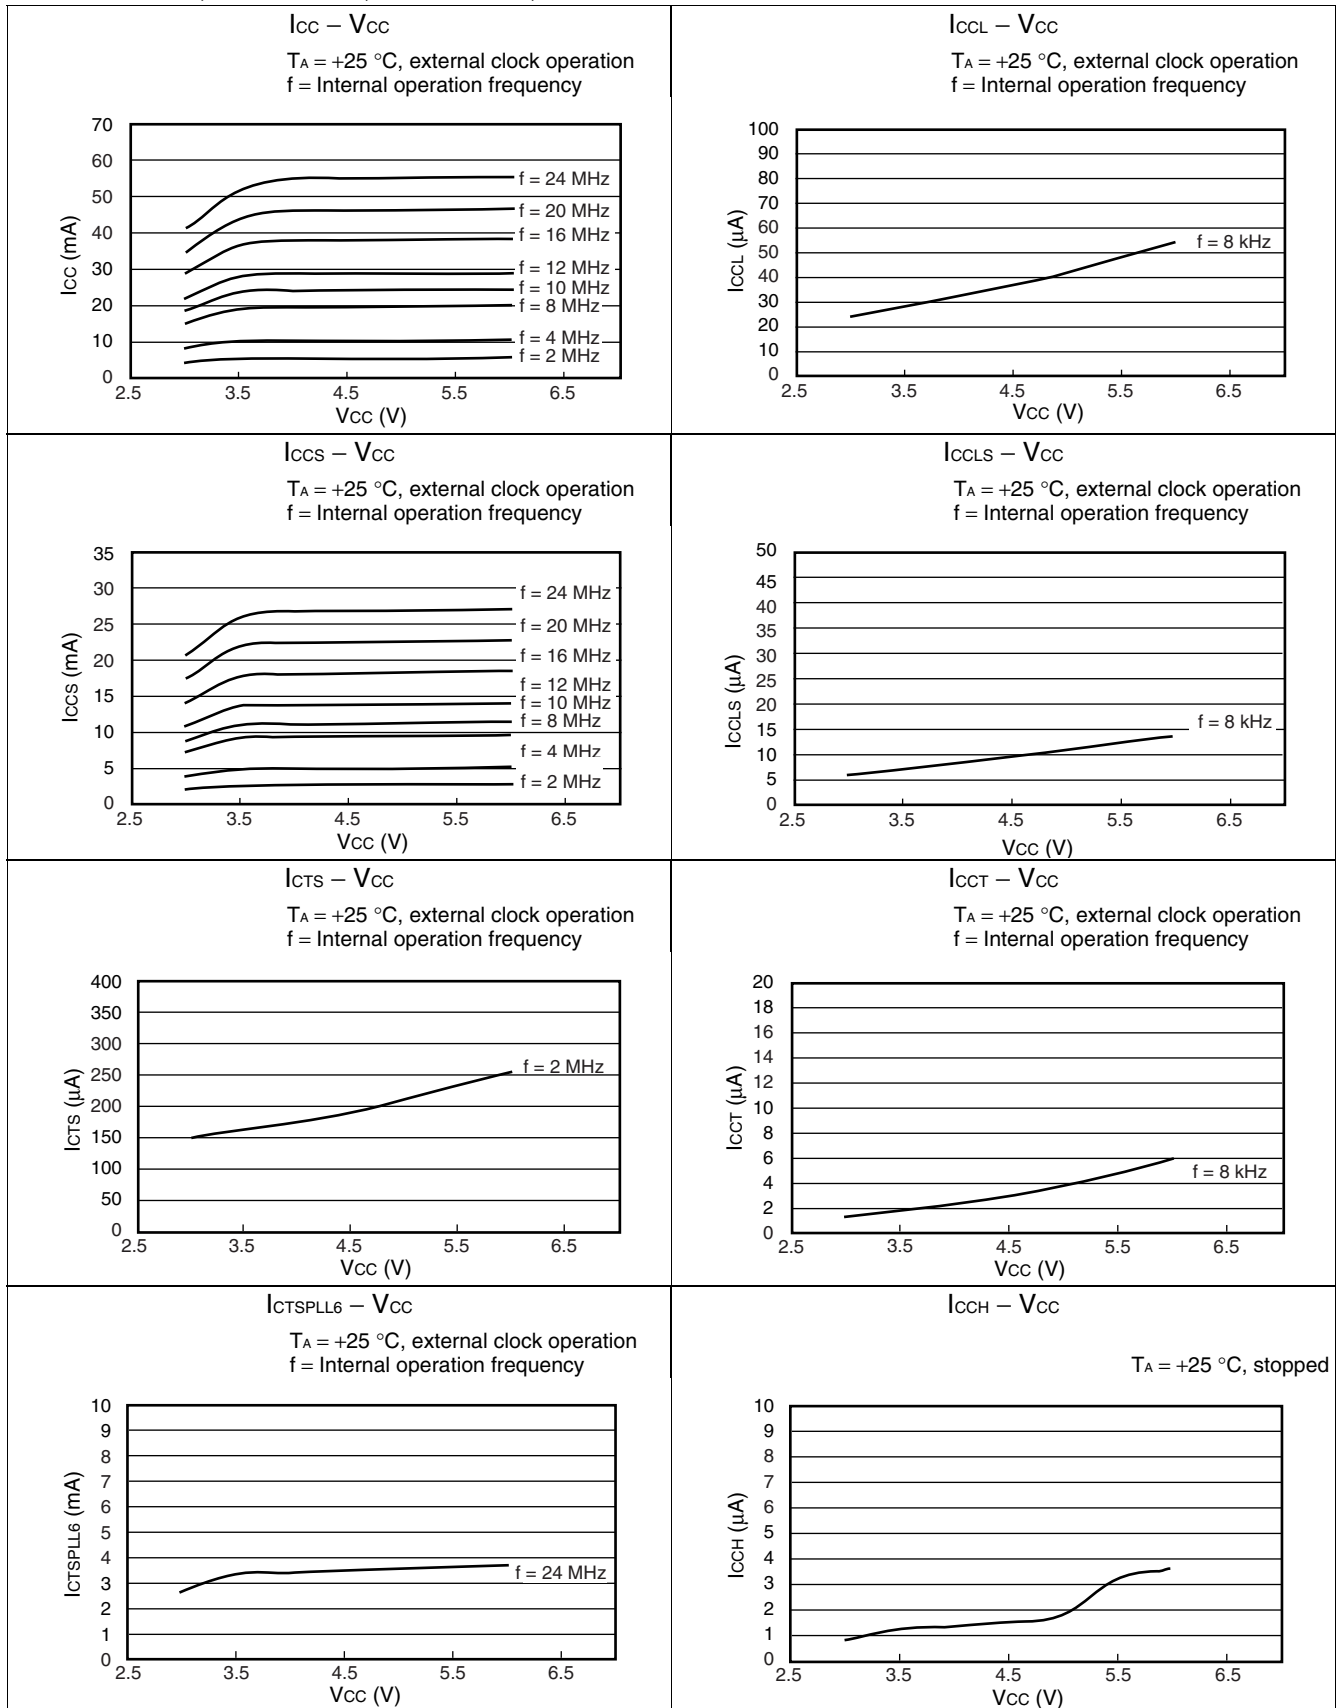 ICC – VCC
TA = +25 °C, external clock operation
f = Internal operation frequency
70
60
50
40
30
20
10
0
ICC (mA)
f = 24 MHz
f = 20 MHz
f = 16 MHz
f = 12 MHz
f = 10 MHz
f = 8 MHz
f = 4 MHz
f = 2 MHz
2.5 3.5 4.5 5.5 6.5
VCC (V)
ICCL – VCC
TA = +25 °C, external clock operation
f = Internal operation frequency
100
90
80
70
60
50
40
30
20
10
0
ICCL (μA)
f = 8 kHz
2.5 3.5 4.5 5.5 6.5
VCC (V)
ICCS – VCC
TA = +25 °C, external clock operation
f = Internal operation frequency
35
30
25
20
15
10
5
0
ICCS (mA)
f = 24 MHz
f = 20 MHz
f = 16 MHz
f = 12 MHz
f = 10 MHz
f = 8 MHz
f = 4 MHz
f = 2 MHz
2.5 3.5 4.5 5.5 6.5
VCC (V)
ICCLS – VCC
TA = +25 °C, external clock operation
f = Internal operation frequency
50
45
40
35
30
25
20
15
10
5
0
ICCLS (μA)
f = 8 kHz
2.5 3.5 4.5 5.5 6.5
VCC (V)
ICTS – VCC
TA = +25 °C, external clock operation
f = Internal operation frequency
400
350
300
250
200
150
100
50
0
ICTS (μA)
f = 2 MHz
2.5 3.5 4.5 5.5 6.5
VCC (V)
ICCT – VCC
TA = +25 °C, external clock operation
f = Internal operation frequency
20
18
16
14
12
10
8
6
4
2
0
ICCT (μA)
f = 8 kHz
2.5 3.5 4.5 5.5 6.5
VCC (V)
ICTSPLL6 – VCC
TA = +25 °C, external clock operation
f = Internal operation frequency
10
9
8
7
6
5
4
3
2
1
0
ICTSPLL6 (mA)
f = 24 MHz
2.5 3.5 4.5 5.5 6.5
VCC (V)
ICCH – VCC
TA = +25 °C, stopped
10
9
8
7
6
5
4
3
2
1
0
ICCH (μA)
2.5 3.5 4.5 5.5 6.5
VCC (V)